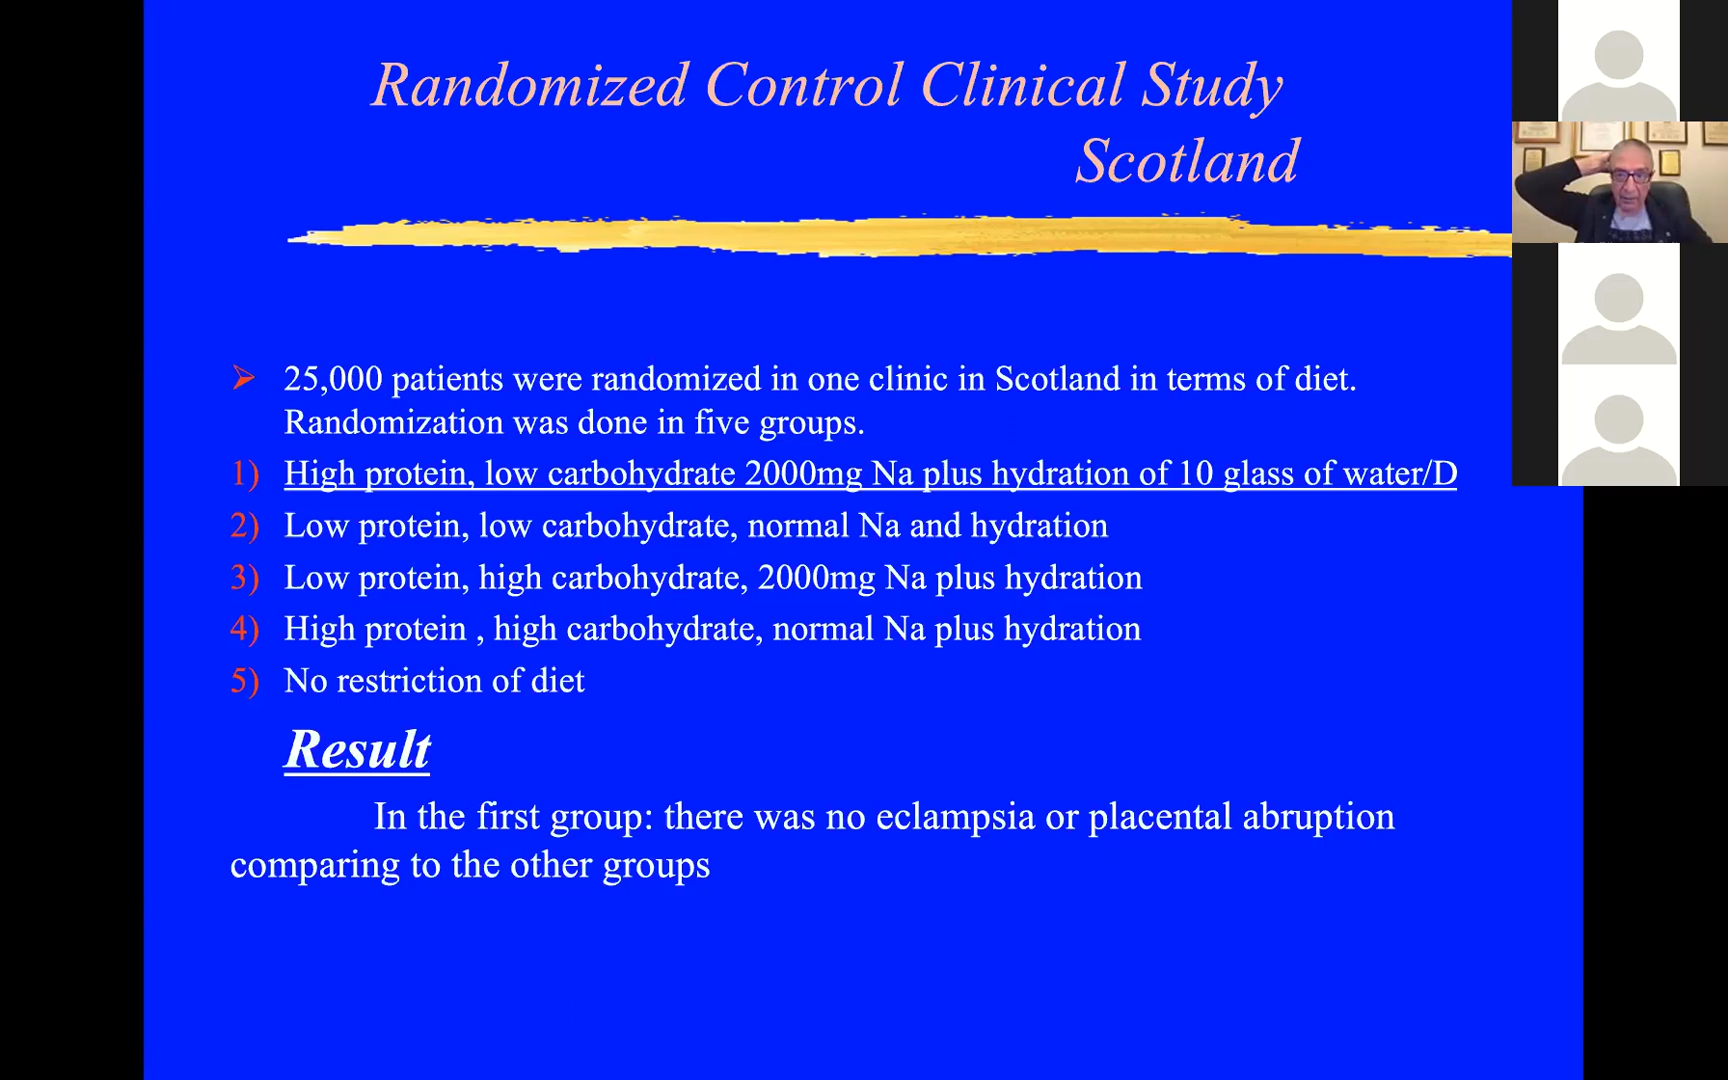 Randomized Control Clinical Study
Scotland
25,000 patients were randomized in one clinic in Scotland in terms of diet.
Randomization was done in five groups.
1) High protein, low carbohydrate 2000mg Na plus hydration of 10 glass of water/D
2) Low protein, low carbohydrate, normal Na and hydration
3) Low protein, high carbohydrate, 2000mg Na plus hydration
4) High protein , high carbohydrate, normal Na plus hydration
5) No restriction of diet
Result
In the first group: there was no eclampsia or placental abruption
comparing to the other groups